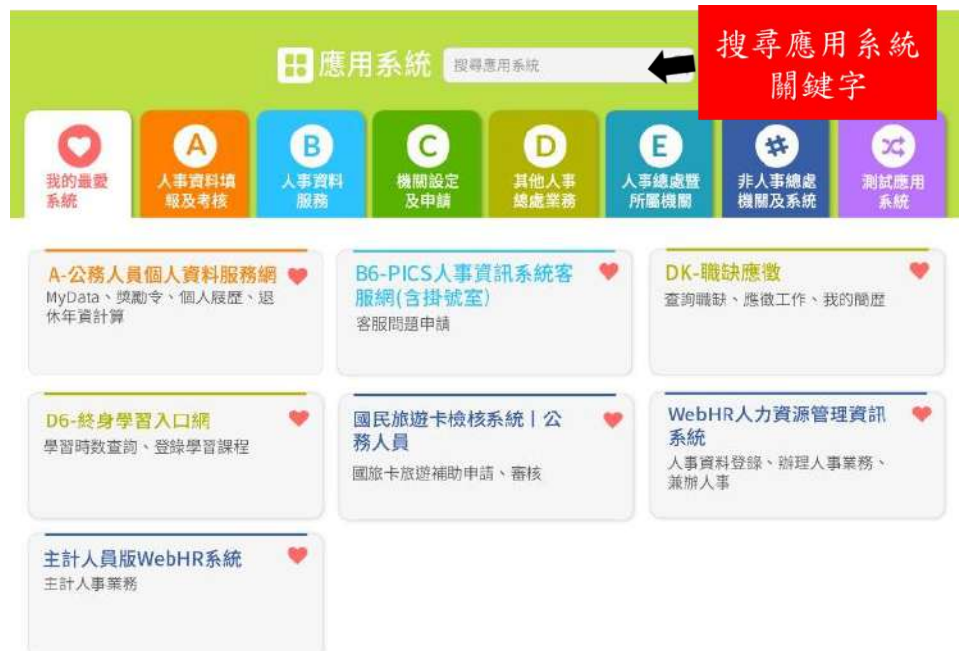 應用系統
搜尋應用系統
搜尋應用系統
關鍵字
我的最愛
系統
A
人事資料填
報及考核
B
人事資料
服務
C
機關設定
及申請
D
其他人事
總處業務
E
人事總處暨
所屬機關
#
非人事總處
機關及系統
測試應用
系統
A-公務人員個人資料服務網
MyData、獎勵令、個人履歷、退
休年資計算
B6-PICS人事資訊系統客
服網(含掛號室)
客服問題申請
DK-職缺應徵
查詢職缺、應徵工作、我的簡歷
D6-終身學習入口網
學習時數查詢、登錄學習課程
國民旅遊卡檢核系統|公
務人員
國旅卡旅遊補助申請、審核
WebHR人力資源管理資訊
系統
人事資料登錄、辦理人事業務、
兼辦人事
主計人員版WebHR系統
主計人事業務